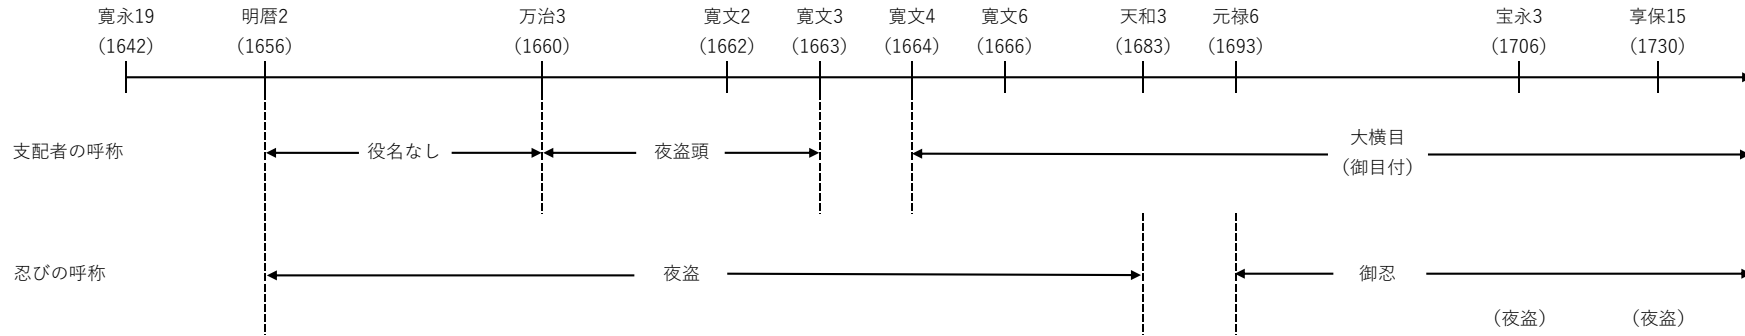 寛永19 明暦2 万治3 寛文2 寛文3 寛文4 寛文6 天和3 元禄6 宝永3 享保15
（1642） （1656） （1660） （1662） （1663） （1664） （1666） （1683） （1693） （1706） （1730）
支配者の呼称 役名なし 夜盗頭 大横目
（御目付）
忍びの呼称 夜盗 御忍
（夜盗） （夜盗）